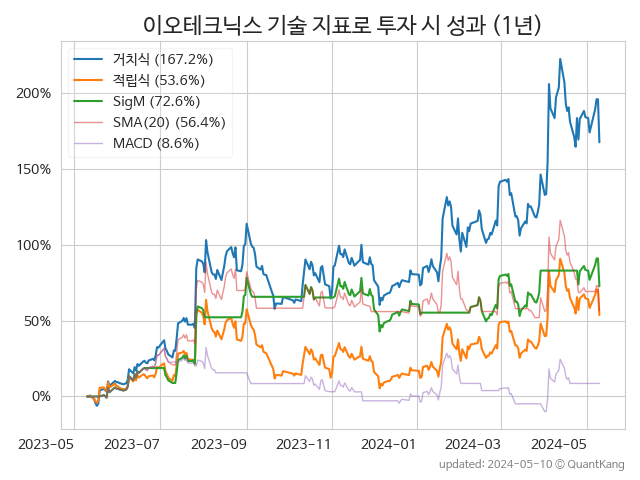 이오테크닉스 기술 지표로 투자 시 성과 (1년)
거치식 (167.2%)
적립식 (53.6%)
SigM (72.6%)
SMA(20) (56.4%)
MACD (8.6%)
200%
150%
100%
50%
0%
2023-05 2023-07 2023-09 2023-11 2024-01 2024-03 2024-05
updated: 2024-05-10 © QuantKang